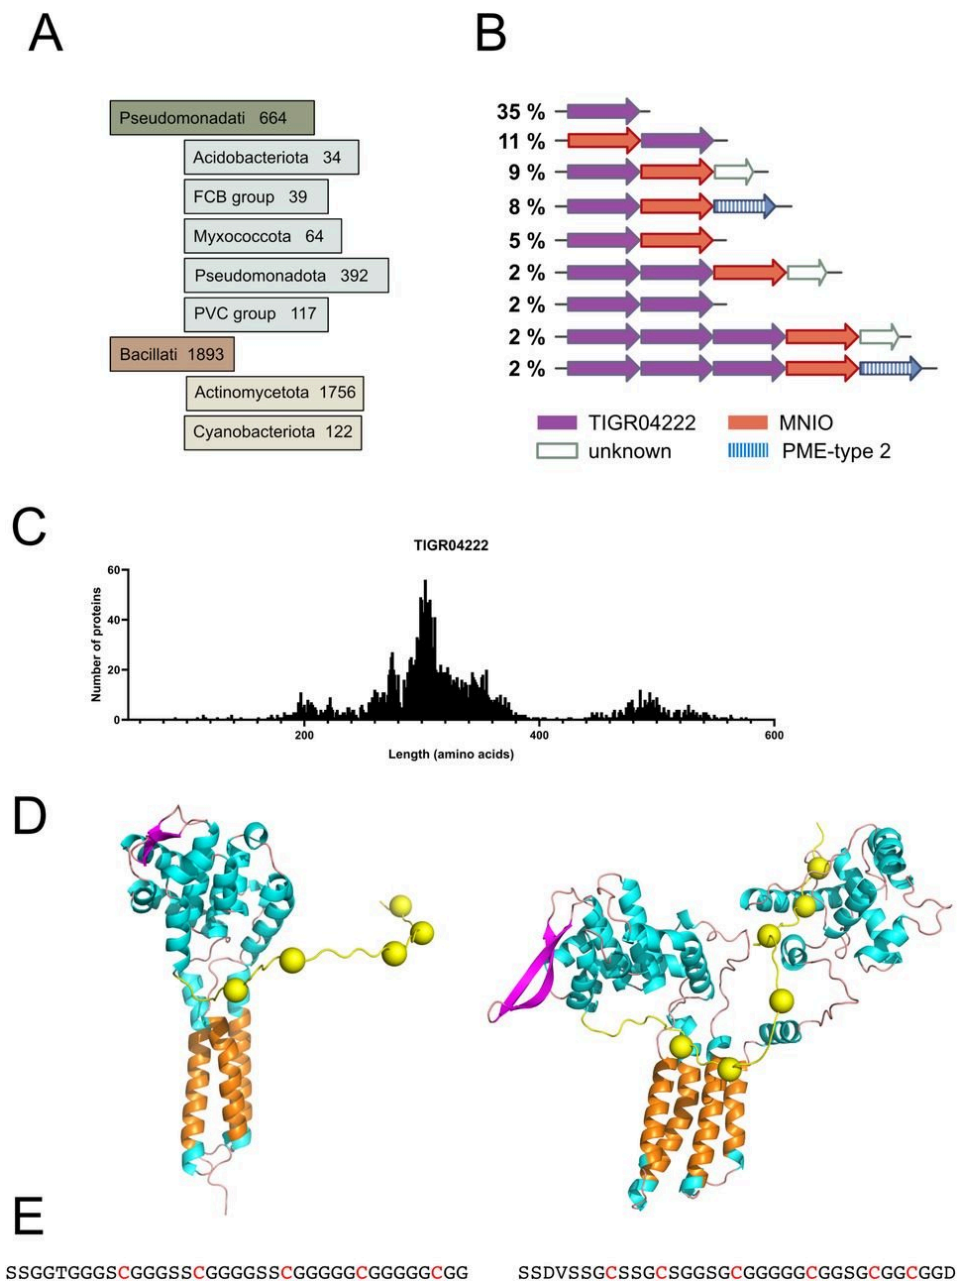 A
Pseudomonadati 664
Acidobacteriota 34
FCB group 39
Myxococcota 64
Pseudomonadota 392
PVC group 117
Bacillati 1893
Actinomycetota 1756
Cyanobacteriota 122
B
35 %
11 %
9 %
8 %
5 %
2 %
2 %
2 %
2 %
TIGR04222 MNIO
unknown PME-type 2
C
TIGR04222
Number of proteins
60
40
20
0
200 400 600
Length (amino acids)
D
E
SSGGTGGGSCGGGSSCGGGGSSCGGGGGCGGGGGCGG SSDVSSGCSSGCSGGSGCGGGGGCGGSGCGGCGGD